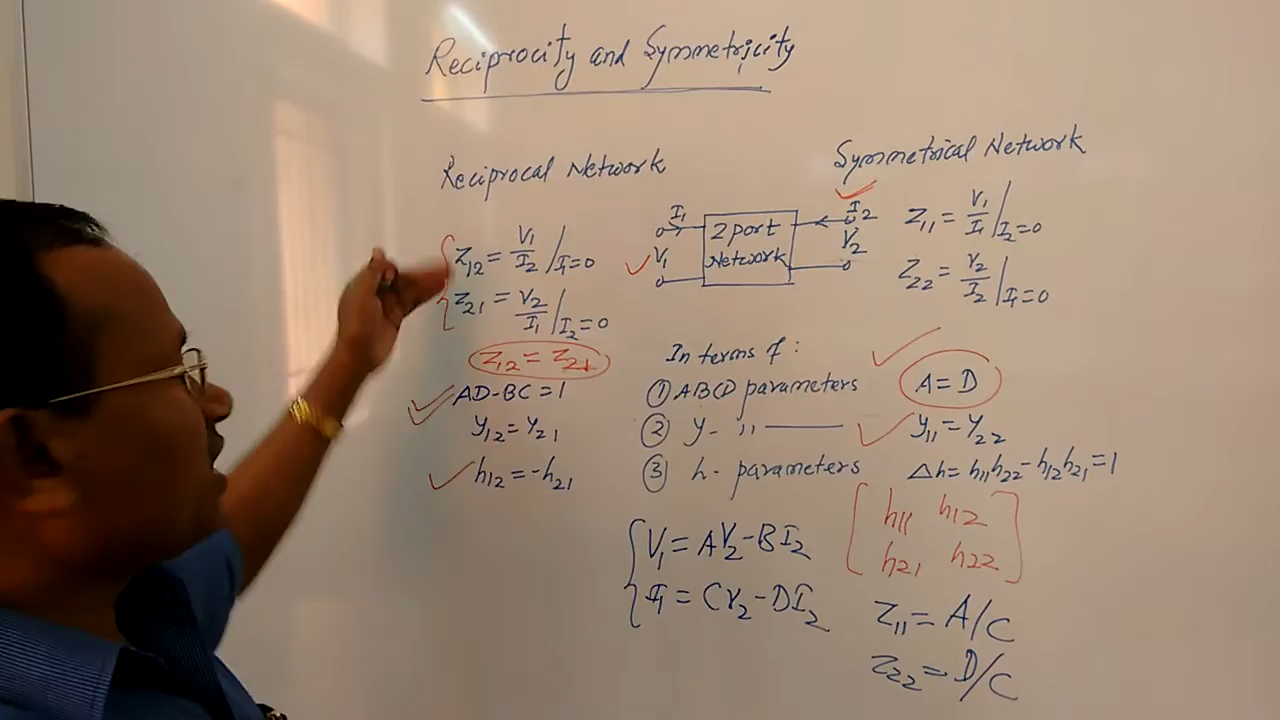 Reciprocity and Symmetricity
Reciprocal Network
Z12 = V1/I2 /I1=0
Z21 = V2/I1 /I2=0
Z12 = Z21
AD-BC=1
Y12=Y21
h12=-h21
I1
V1
2 port
Network
I2
V2
In terms of :
① ABCD parameters
② Y- ,,
③ h- parameters
V1 = AV2-BI2
I1 = CV2-DI2
Symmetrical Network
Z11 = V1/I1 /I2=0
Z22 = V2/I2 /I1=0
A=D
Y11=Y22
Δh= h11h22-h12h21=1
h11 h12
h21 h22
Z11 = A/C
Z22 = D/C